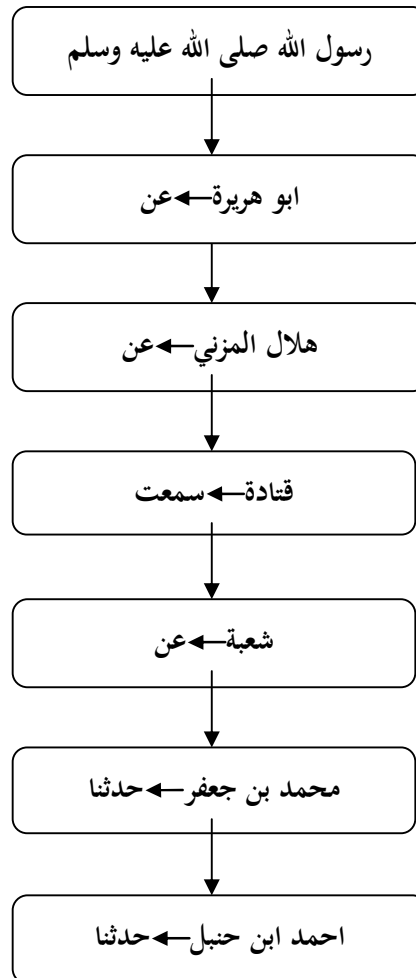 رسول الله صلى الله عليه وسلم
ابو هريرة←عن
هلال المزني←عن
قتادة←سمعت
شعبة←عن
محمد بن جعفر←حدثنا
احمد ابن حنبل←حدثنا